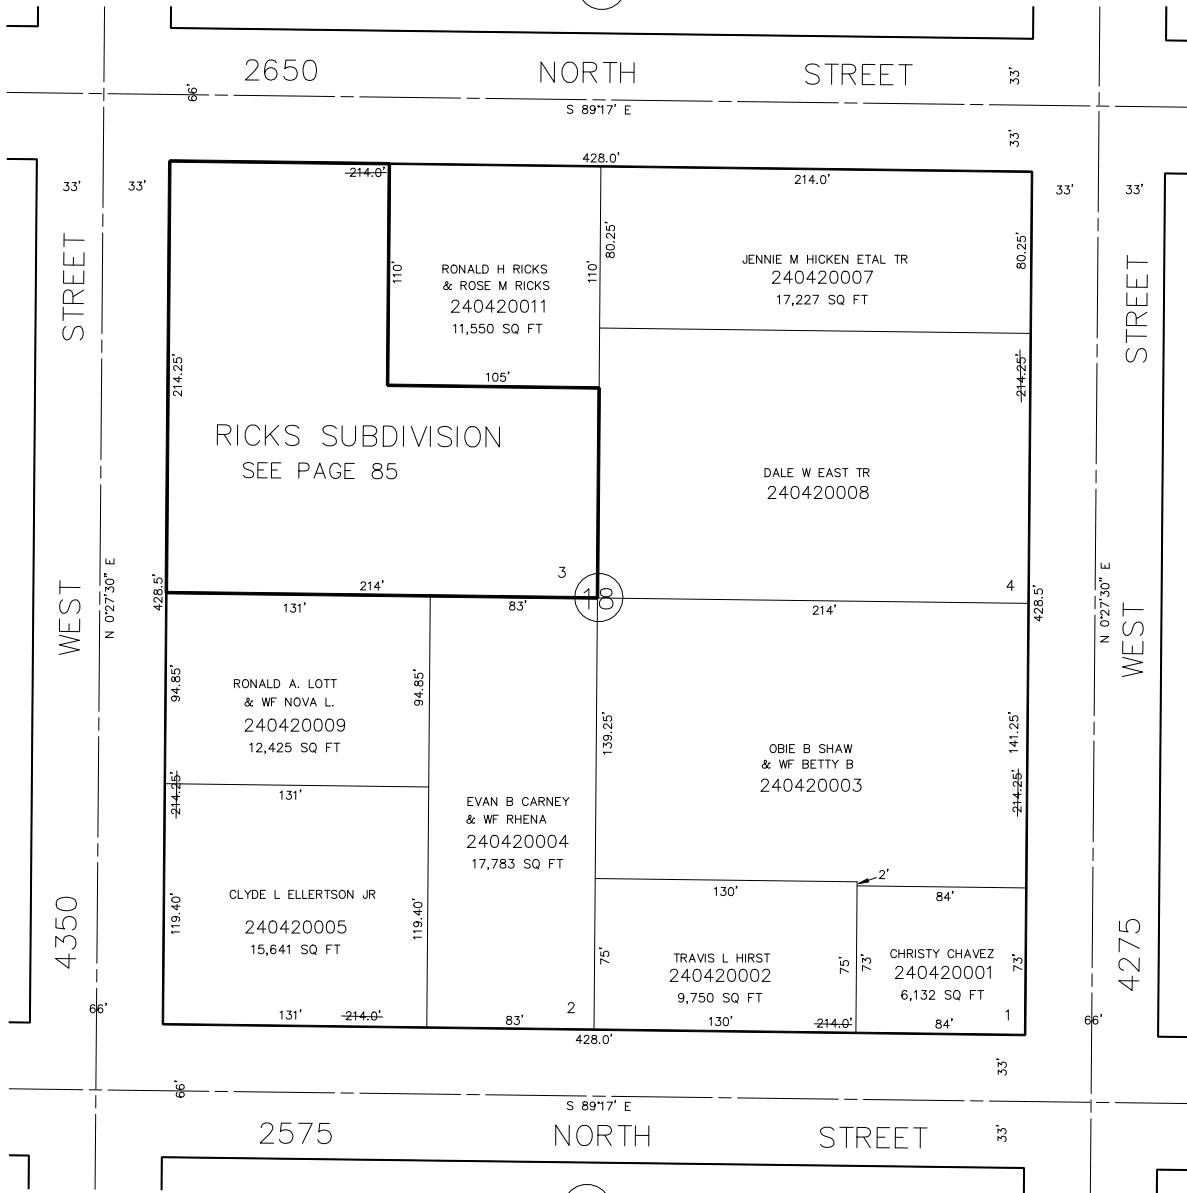 2650 NORTH STREET
33'
66'
S 89°17' E
33'
428.0'
214.0'
214.0'
33' 33'
33' 33'
STREET
STREET
110'
110'
80.25'
80.25'
RONALD H RICKS
& ROSE M RICKS
240420011
11,550 SQ FT
JENNIE M HICKEN ETAL TR
240420007
17,227 SQ FT
214.25'
105'
214.25'
RICKS SUBDIVISION
SEE PAGE 85
DALE W EAST TR
240420008
3
18
4
214'
214'
428.5'
428.5'
N 0°27'30" E
N 0°27'30" E
WEST
WEST
131'
83'
94.85'
94.85'
RONALD A. LOTT
& WF NOVA L.
240420009
12,425 SQ FT
139.25'
141.25'
OBIE B SHAW
& WF BETTY B
240420003
214.25'
214.25'
131'
EVAN B CARNEY
& WF RHENA
240420004
17,783 SQ FT
2'
130'
84'
CLYDE L ELLERTSON JR
240420005
15,641 SQ FT
119.40'
119.40'
4350
4275
75'
75'
73'
73'
TRAVIS L HIRST
240420002
9,750 SQ FT
CHRISTY CHAVEZ
240420001
6,132 SQ FT
2
1
66'
66'
131'
214.0'
83'
130'
214.0'
84'
428.0'
33'
66'
S 89°17' E
33'
2575 NORTH STREET